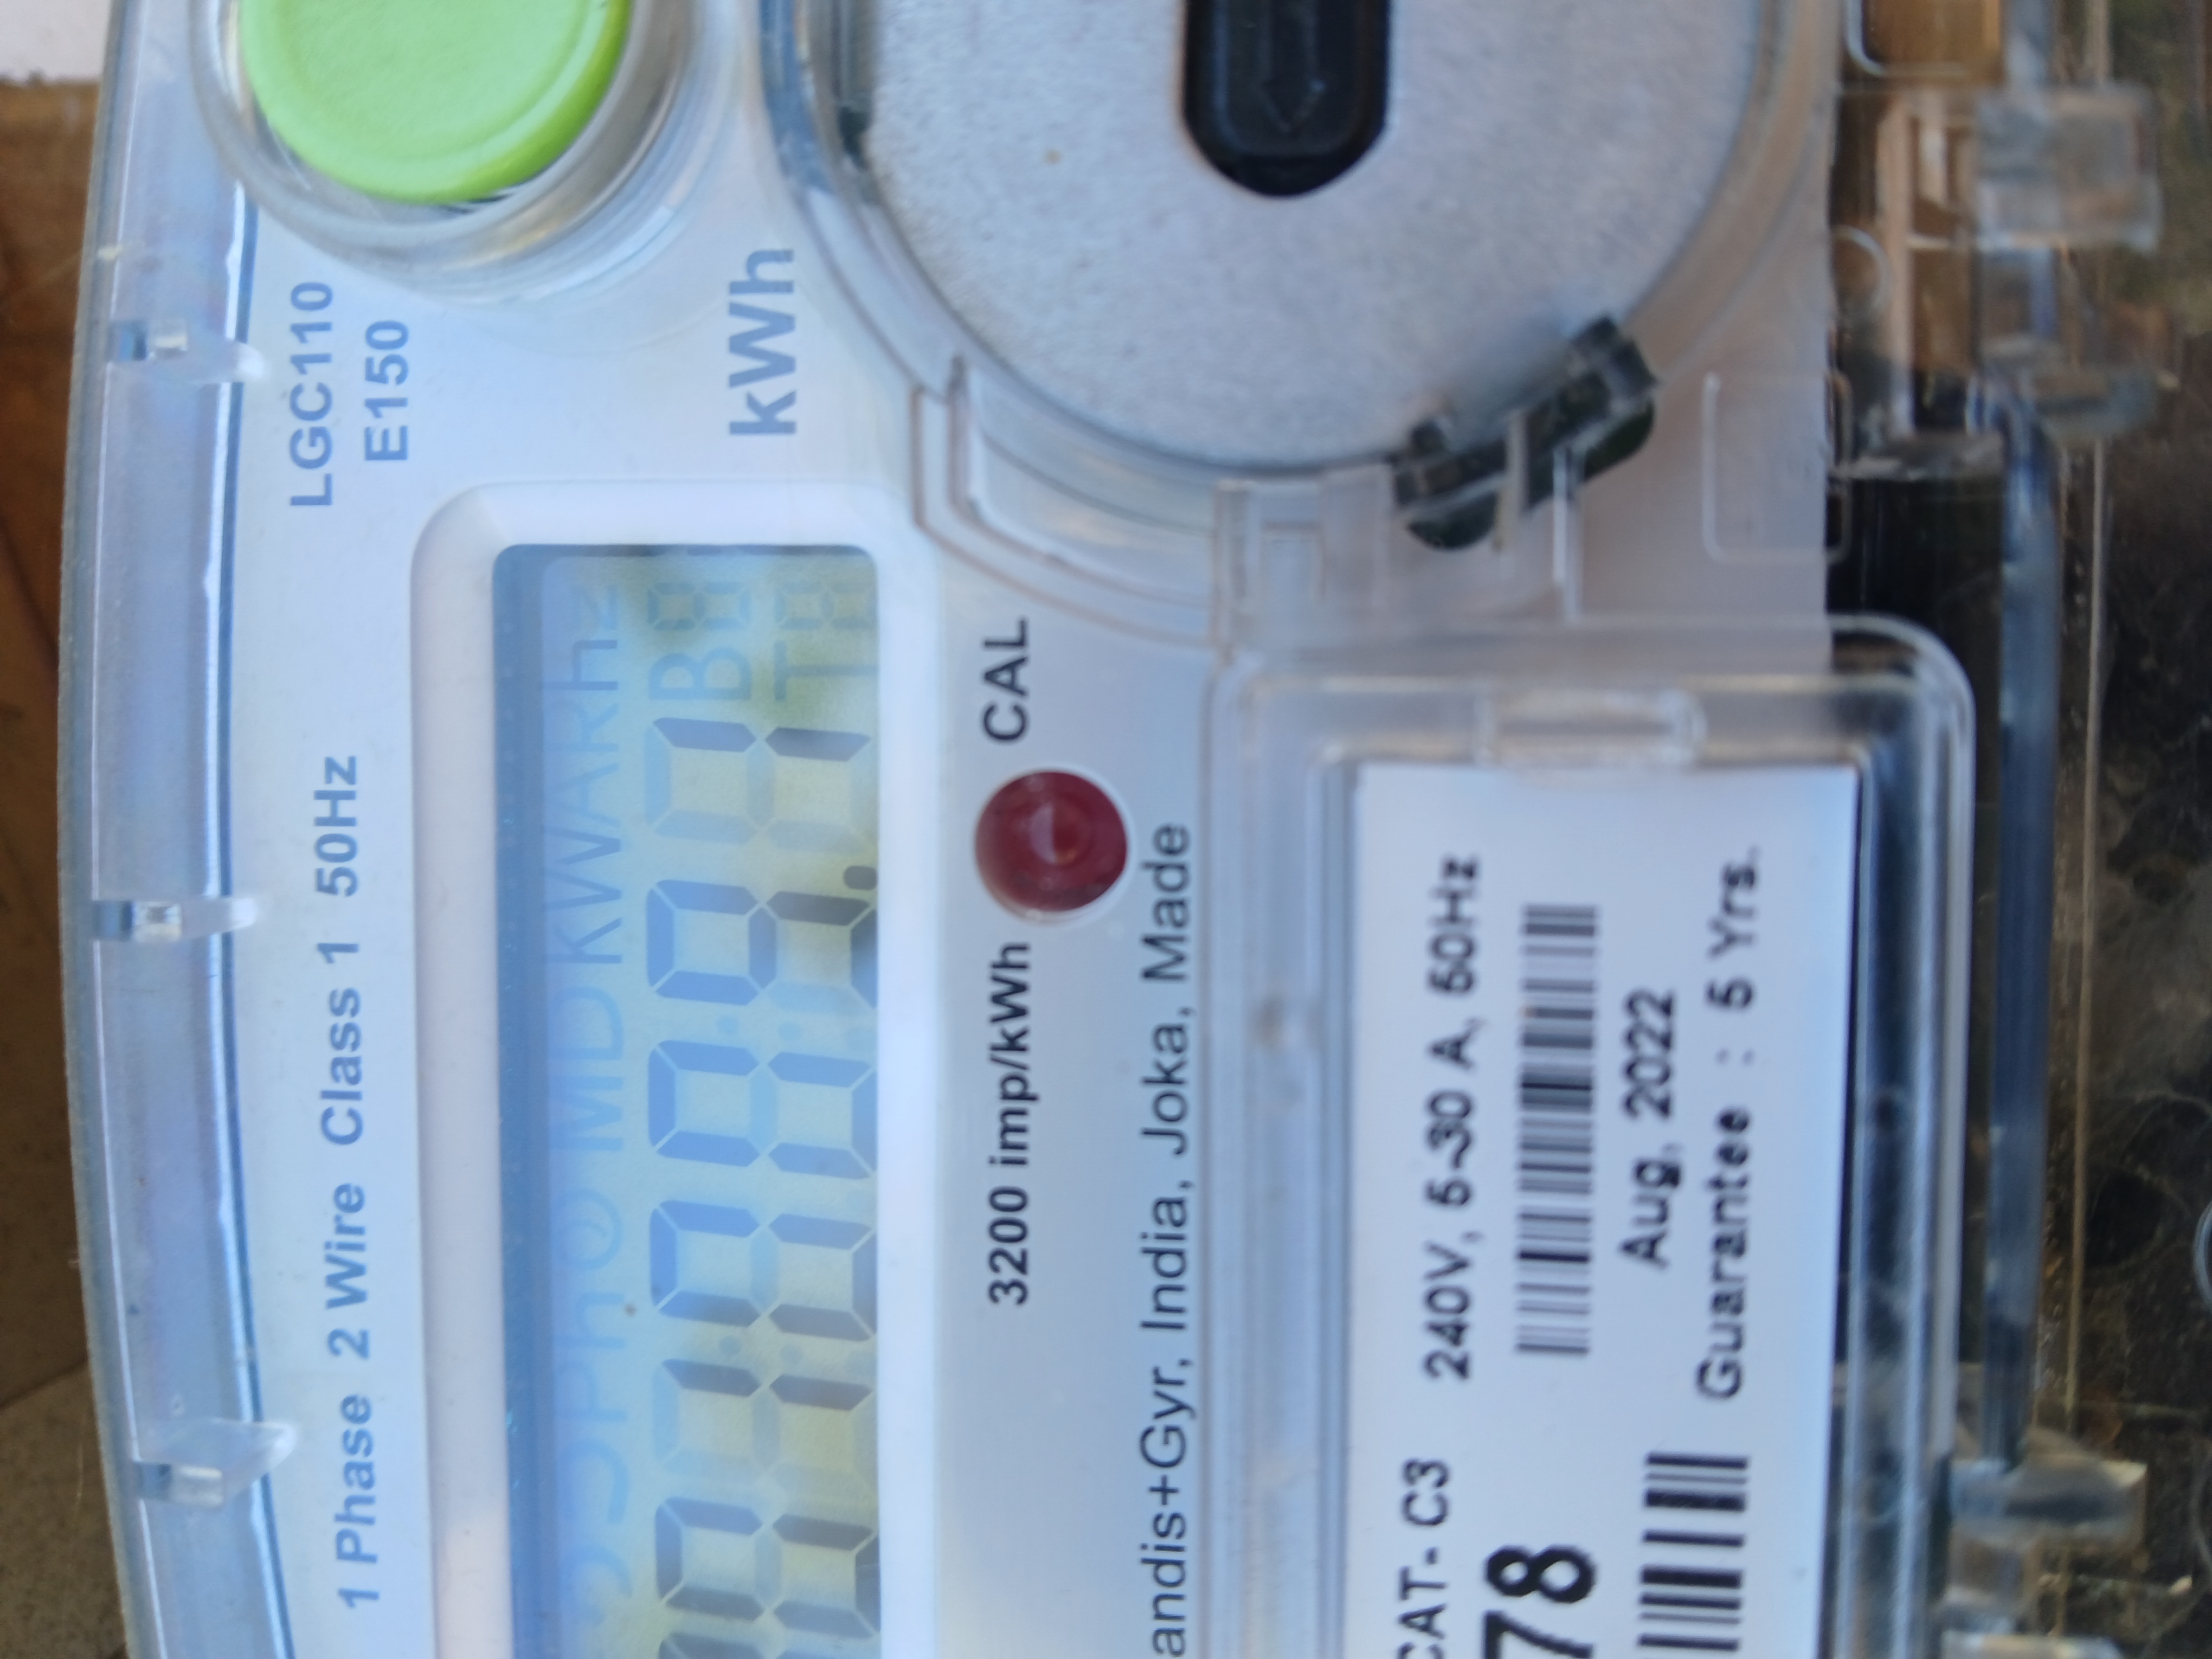 LGC110
1 Phase 2 Wire Class 1 50Hz E150
kWh
3200 imp/kWh CAL
andis+Gyr, India, Joka, Made
CAT- C3 240V, 5-30 A, 50Hz
78
Aug, 2022
Guarantee : 5 Yrs.